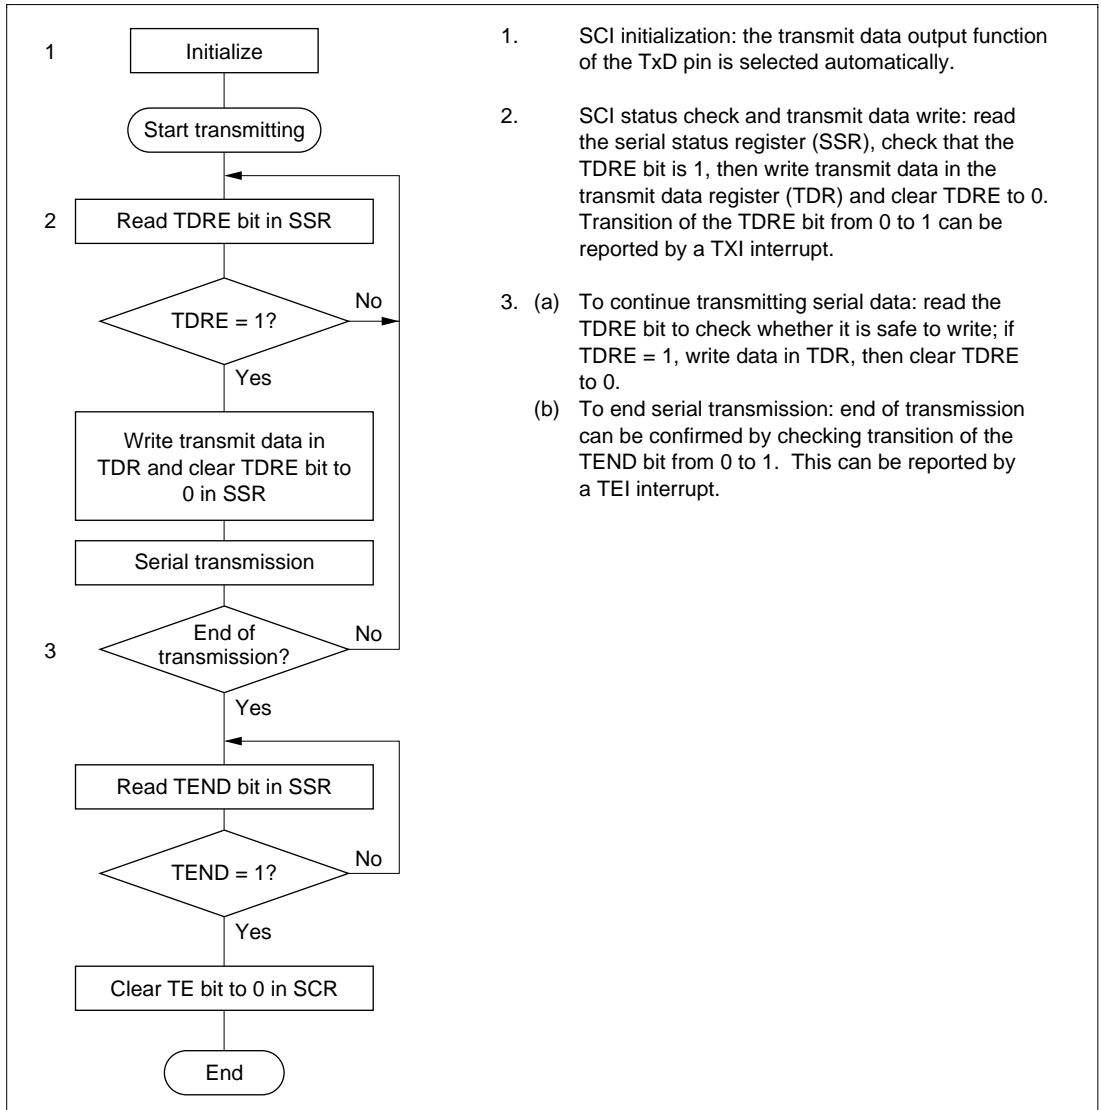 1
Initialize
Start transmitting
2
Read TDRE bit in SSR
TDRE = 1?
No
Yes
Write transmit data in
TDR and clear TDRE bit to
0 in SSR
Serial transmission
3
End of
transmission?
No
Yes
Read TEND bit in SSR
TEND = 1?
No
Yes
Clear TE bit to 0 in SCR
End
1. SCI initialization: the transmit data output function
of the TxD pin is selected automatically.
2. SCI status check and transmit data write: read
the serial status register (SSR), check that the
TDRE bit is 1, then write transmit data in the
transmit data register (TDR) and clear TDRE to 0.
Transition of the TDRE bit from 0 to 1 can be
reported by a TXI interrupt.
3. (a) To continue transmitting serial data: read the
TDRE bit to check whether it is safe to write; if
TDRE = 1, write data in TDR, then clear TDRE
to 0.
(b) To end serial transmission: end of transmission
can be confirmed by checking transition of the
TEND bit from 0 to 1. This can be reported by
a TEI interrupt.